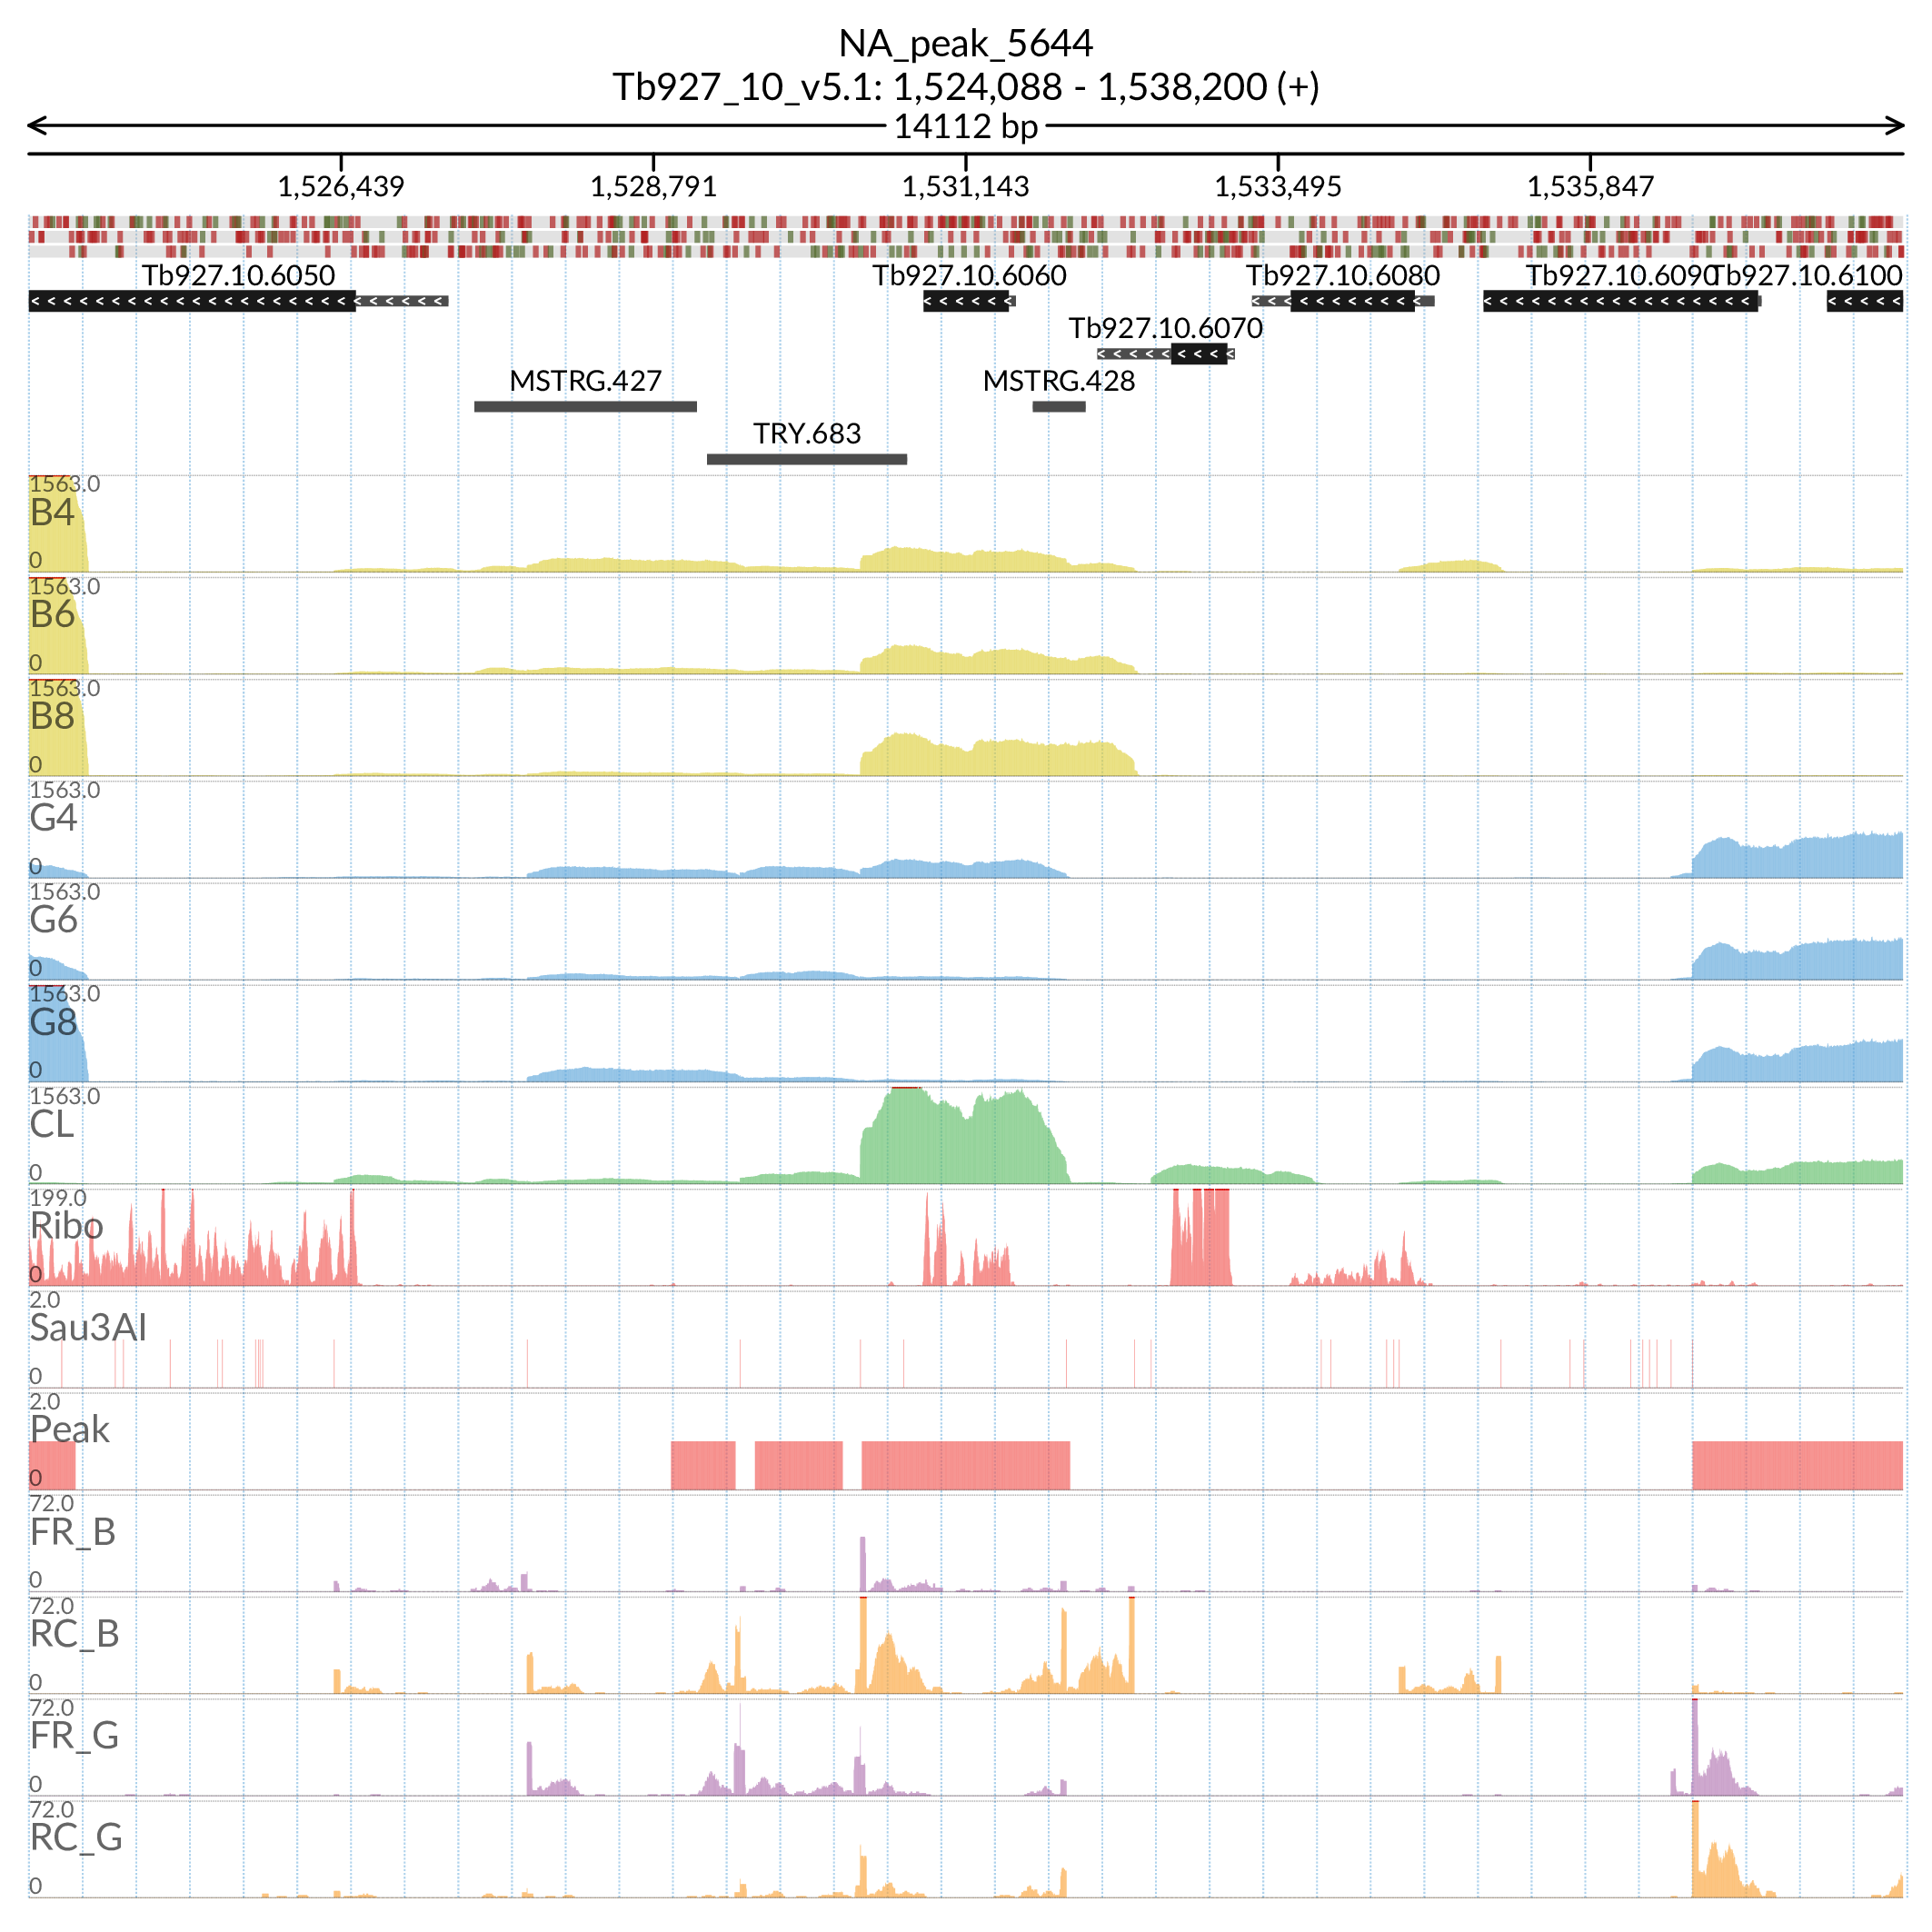 NA_peak_5644
Tb927_10_v5.1: 1,524,088 - 1,538,200 (+)
14112 bp
1,526,439 1,528,791 1,531,143 1,533,495 1,535,847
Tb927.10.6050 Tb927.10.6060 Tb927.10.6080 Tb927.10.6090 Tb927.10.6100
Tb927.10.6070
MSTRG.427 MSTRG.428
TRY.683
1563.0
B4
0
1563.0
B6
0
1563.0
B8
0
1563.0
G4
0
1563.0
G6
0
1563.0
G8
0
1563.0
CL
0
199.0
Ribo
0
2.0
Sau3AI
0
2.0
Peak
0
72.0
FR_B
0
72.0
RC_B
0
72.0
FR_G
0
72.0
RC_G
0